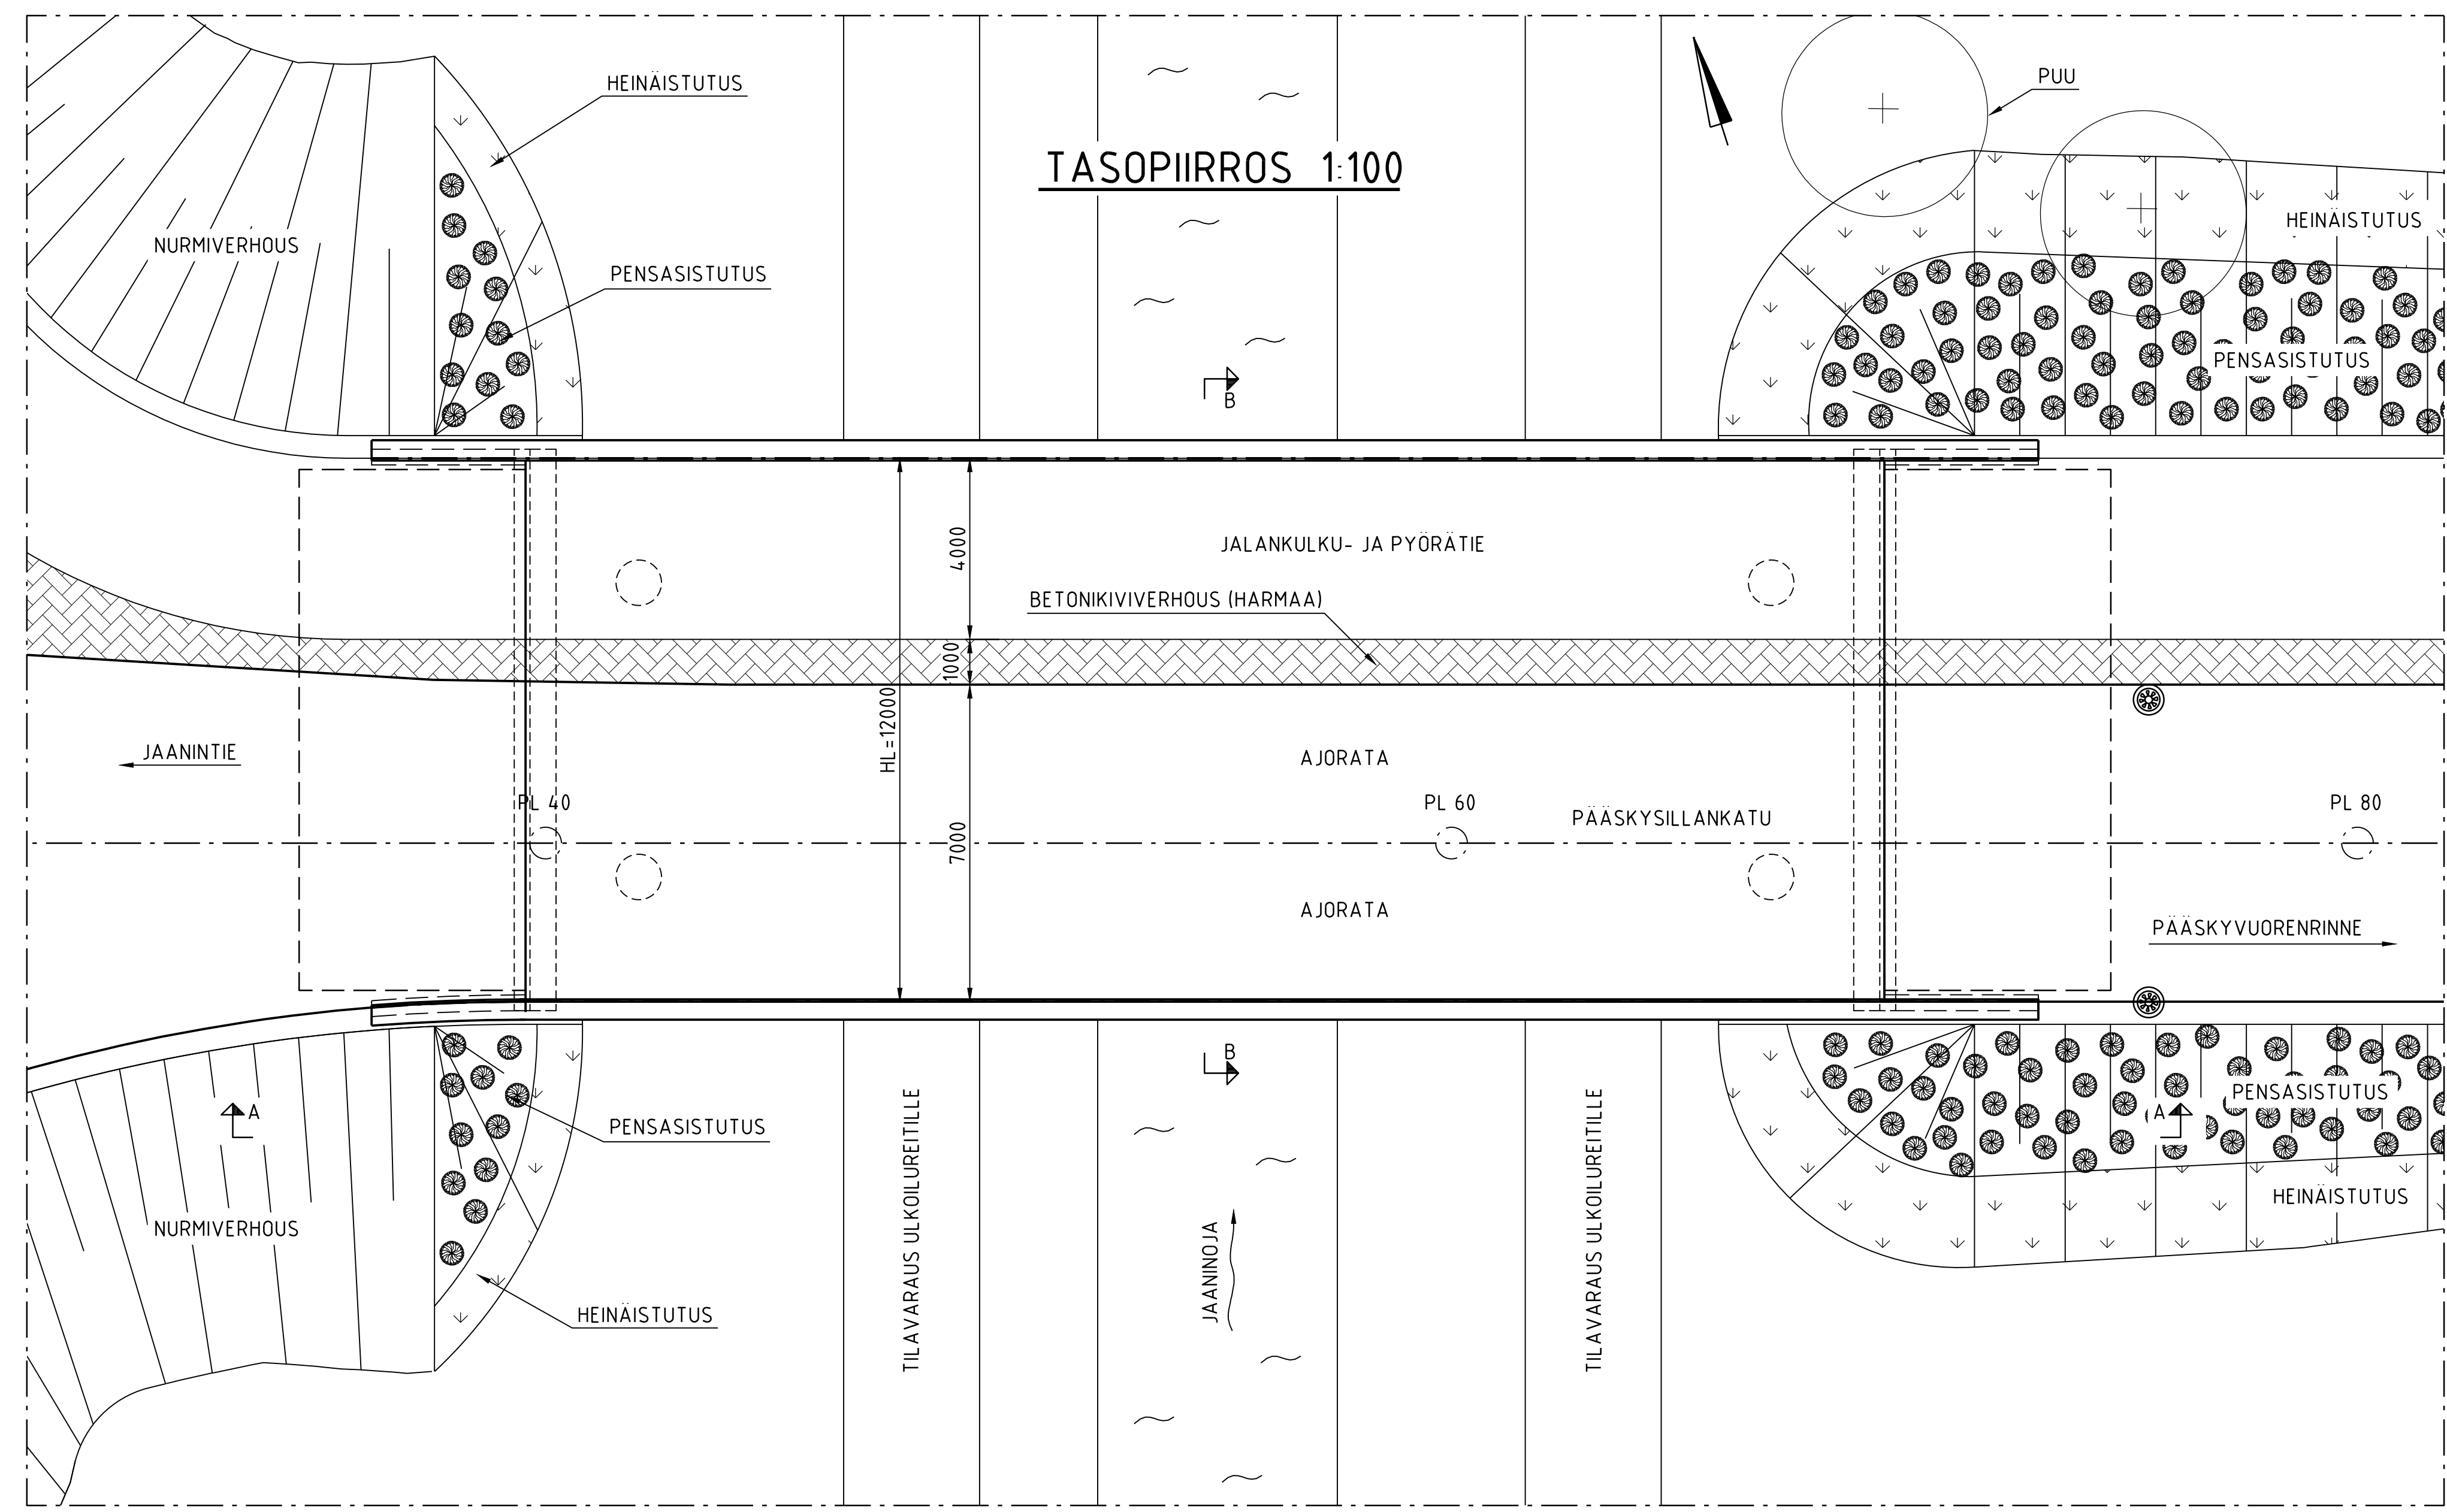 HEINÄISTUTUS
PUU
TASOPIIRROS 1:100
HEINÄISTUTUS
NURMIVERHOUS
PENSASISTUTUS
PENSASISTUTUS
B
JALANKULKU- JA PYÖRÄTIE
4000
BETONIKIVIVERHOUS (HARMAA)
1000
HL=12000
JAANINTIE
AJORATA
PL 40
PL 60
PL 80
PÄÄSKYSILLANKATU
7000
AJORATA
PÄÄSKYVUORENRINNE
B
A
PENSASISTUTUS
A
PENSASISTUTUS
NURMIVERHOUS
HEINÄISTUTUS
TILAVARAUS ULKOILUREITILLE
JAANINOJA
TILAVARAUS ULKOILUREITILLE
HEINÄISTUTUS